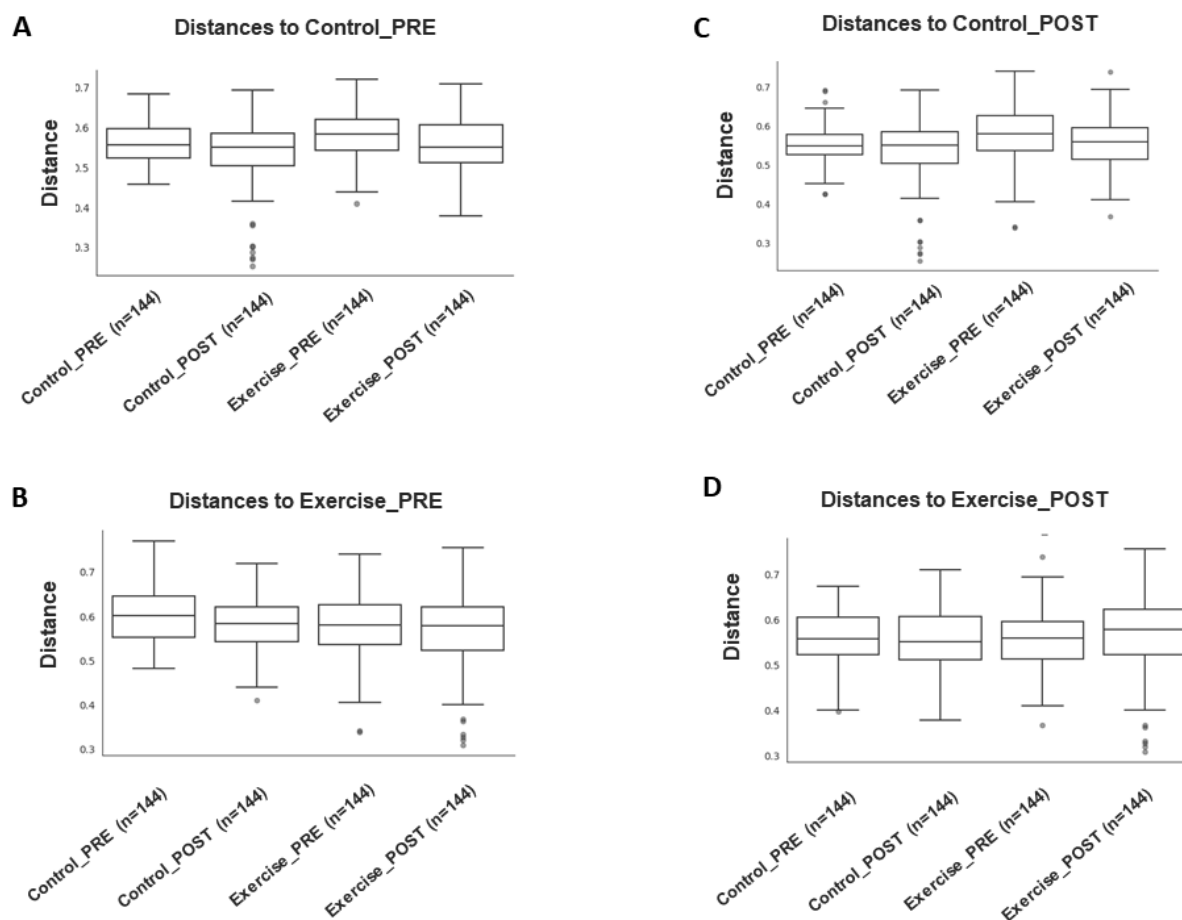 A
Distances to Control_PRE
Distance
0.7
0.6
0.5
0.4
0.3
Control_PRE (n=144)
Control_POST (n=144)
Exercise_PRE (n=144)
Exercise_POST (n=144)
C
Distances to Control_POST
Distance
0.7
0.6
0.5
0.4
0.3
Control_PRE (n=144)
Control_POST (n=144)
Exercise_PRE (n=144)
Exercise_POST (n=144)
B
Distances to Exercise_PRE
Distance
0.7
0.6
0.5
0.4
0.3
Control_PRE (n=144)
Control_POST (n=144)
Exercise_PRE (n=144)
Exercise_POST (n=144)
D
Distances to Exercise_POST
Distance
0.7
0.6
0.5
0.4
0.3
Control_PRE (n=144)
Control_POST (n=144)
Exercise_PRE (n=144)
Exercise_POST (n=144)